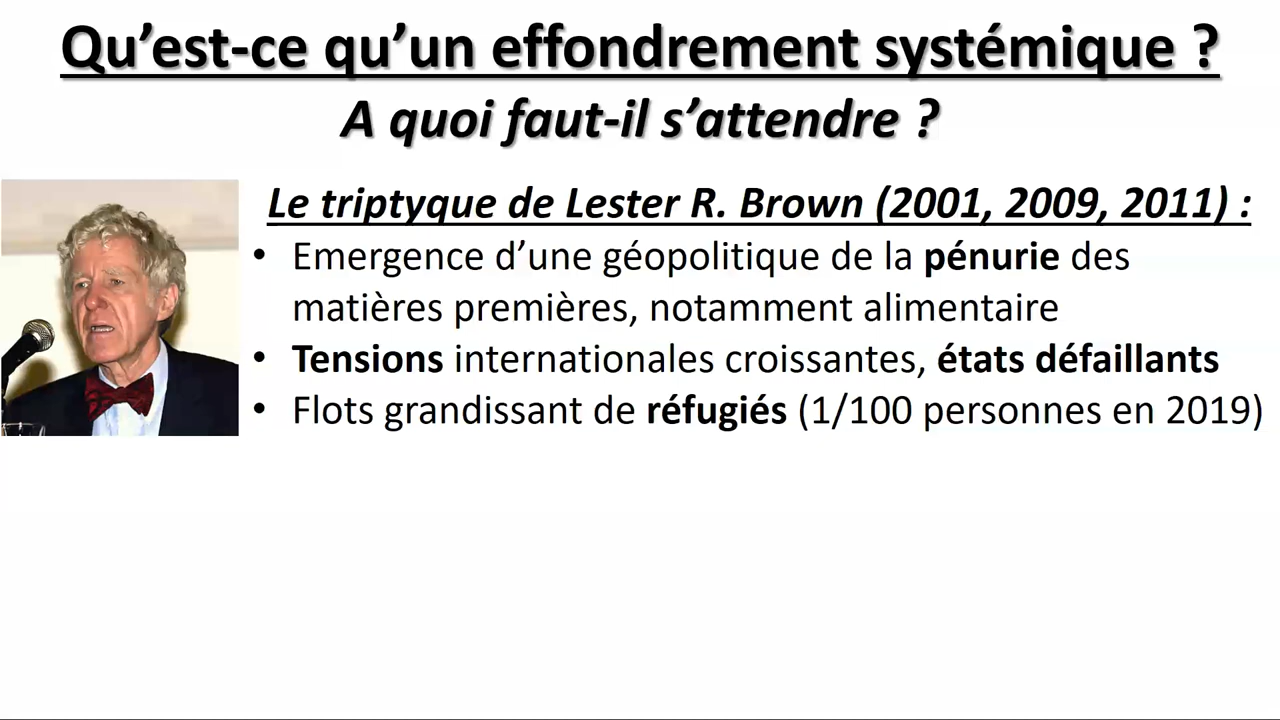 Qu’est-ce qu’un effondrement systémique ?
A quoi faut-il s’attendre ?
Le triptyque de Lester R. Brown (2001, 2009, 2011) :
• Emergence d’une géopolitique de la pénurie des
matières premières, notamment alimentaire
• Tensions internationales croissantes, états défaillants
• Flots grandissant de réfugiés (1/100 personnes en 2019)